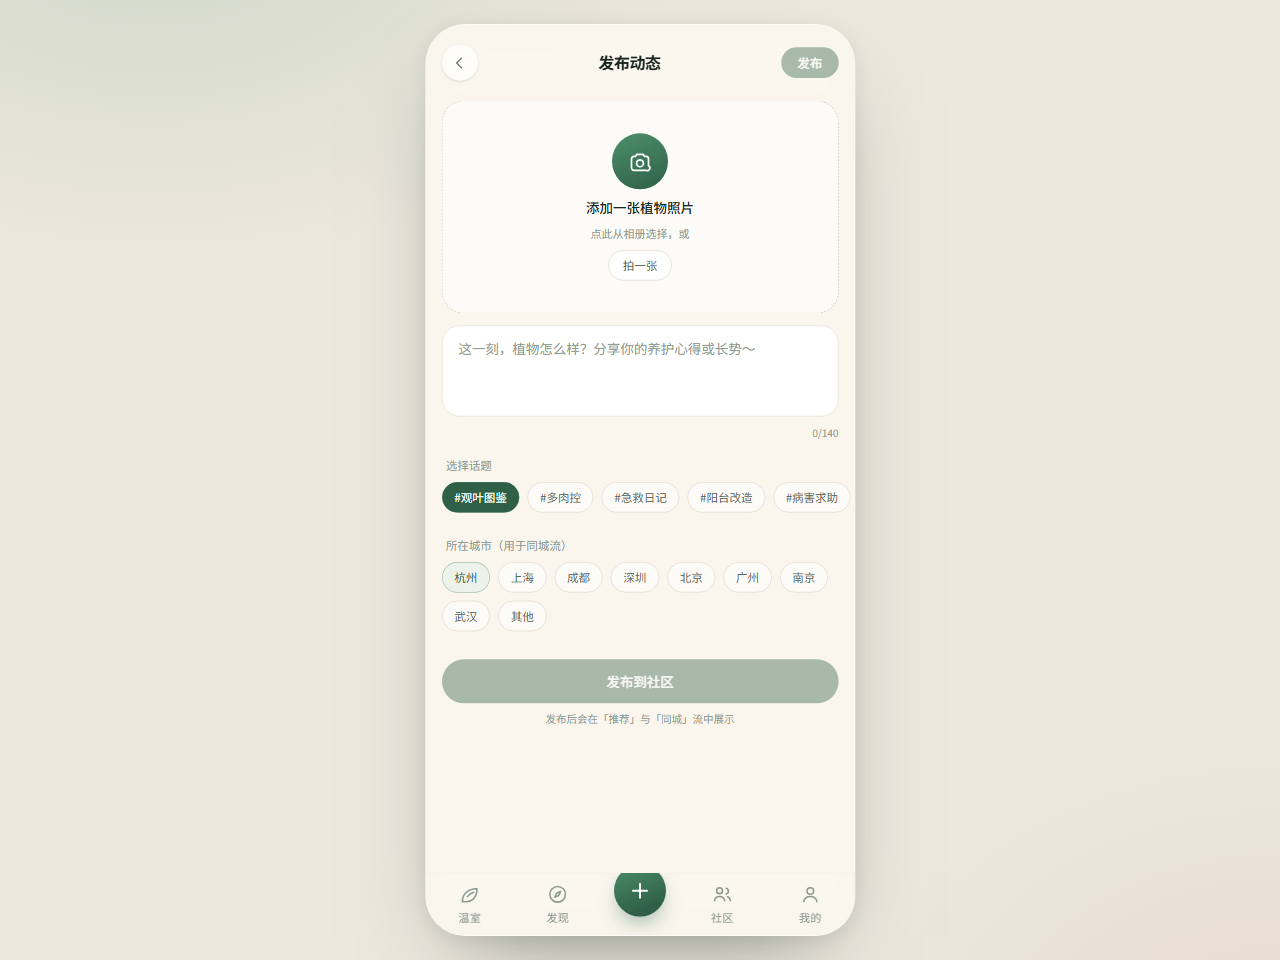 发布动态
发布
添加一张植物照片
点此从相册选择，或
拍一张
这一刻，植物怎么样？分享你的养护心得或长势～
0/140
选择话题
#观叶图鉴 #多肉控 #急救日记 #阳台改造 #病害求助
所在城市（用于同城流）
杭州 上海 成都 深圳 北京 广州 南京
武汉 其他
发布到社区
发布后会在「推荐」与「同城」流中展示
温室 发现 社区 我的